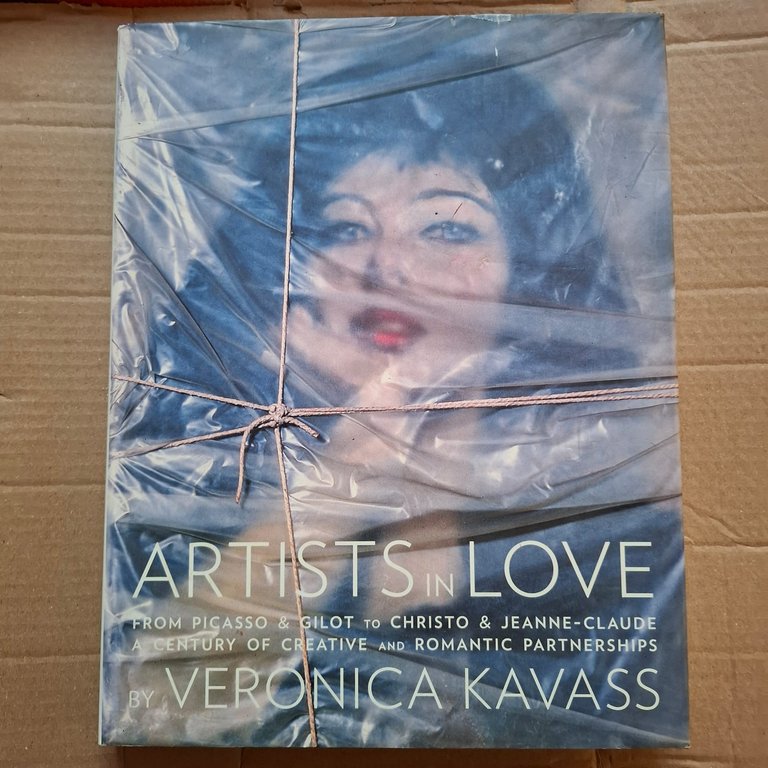 ARTISTS IN LOVE
FROM PICASSO & GILOT TO CHRISTO & JEANNE-CLAUDE
A CENTURY OF CREATIVE AND ROMANTIC PARTNERSHIPS
BY VERONICA KAVASS